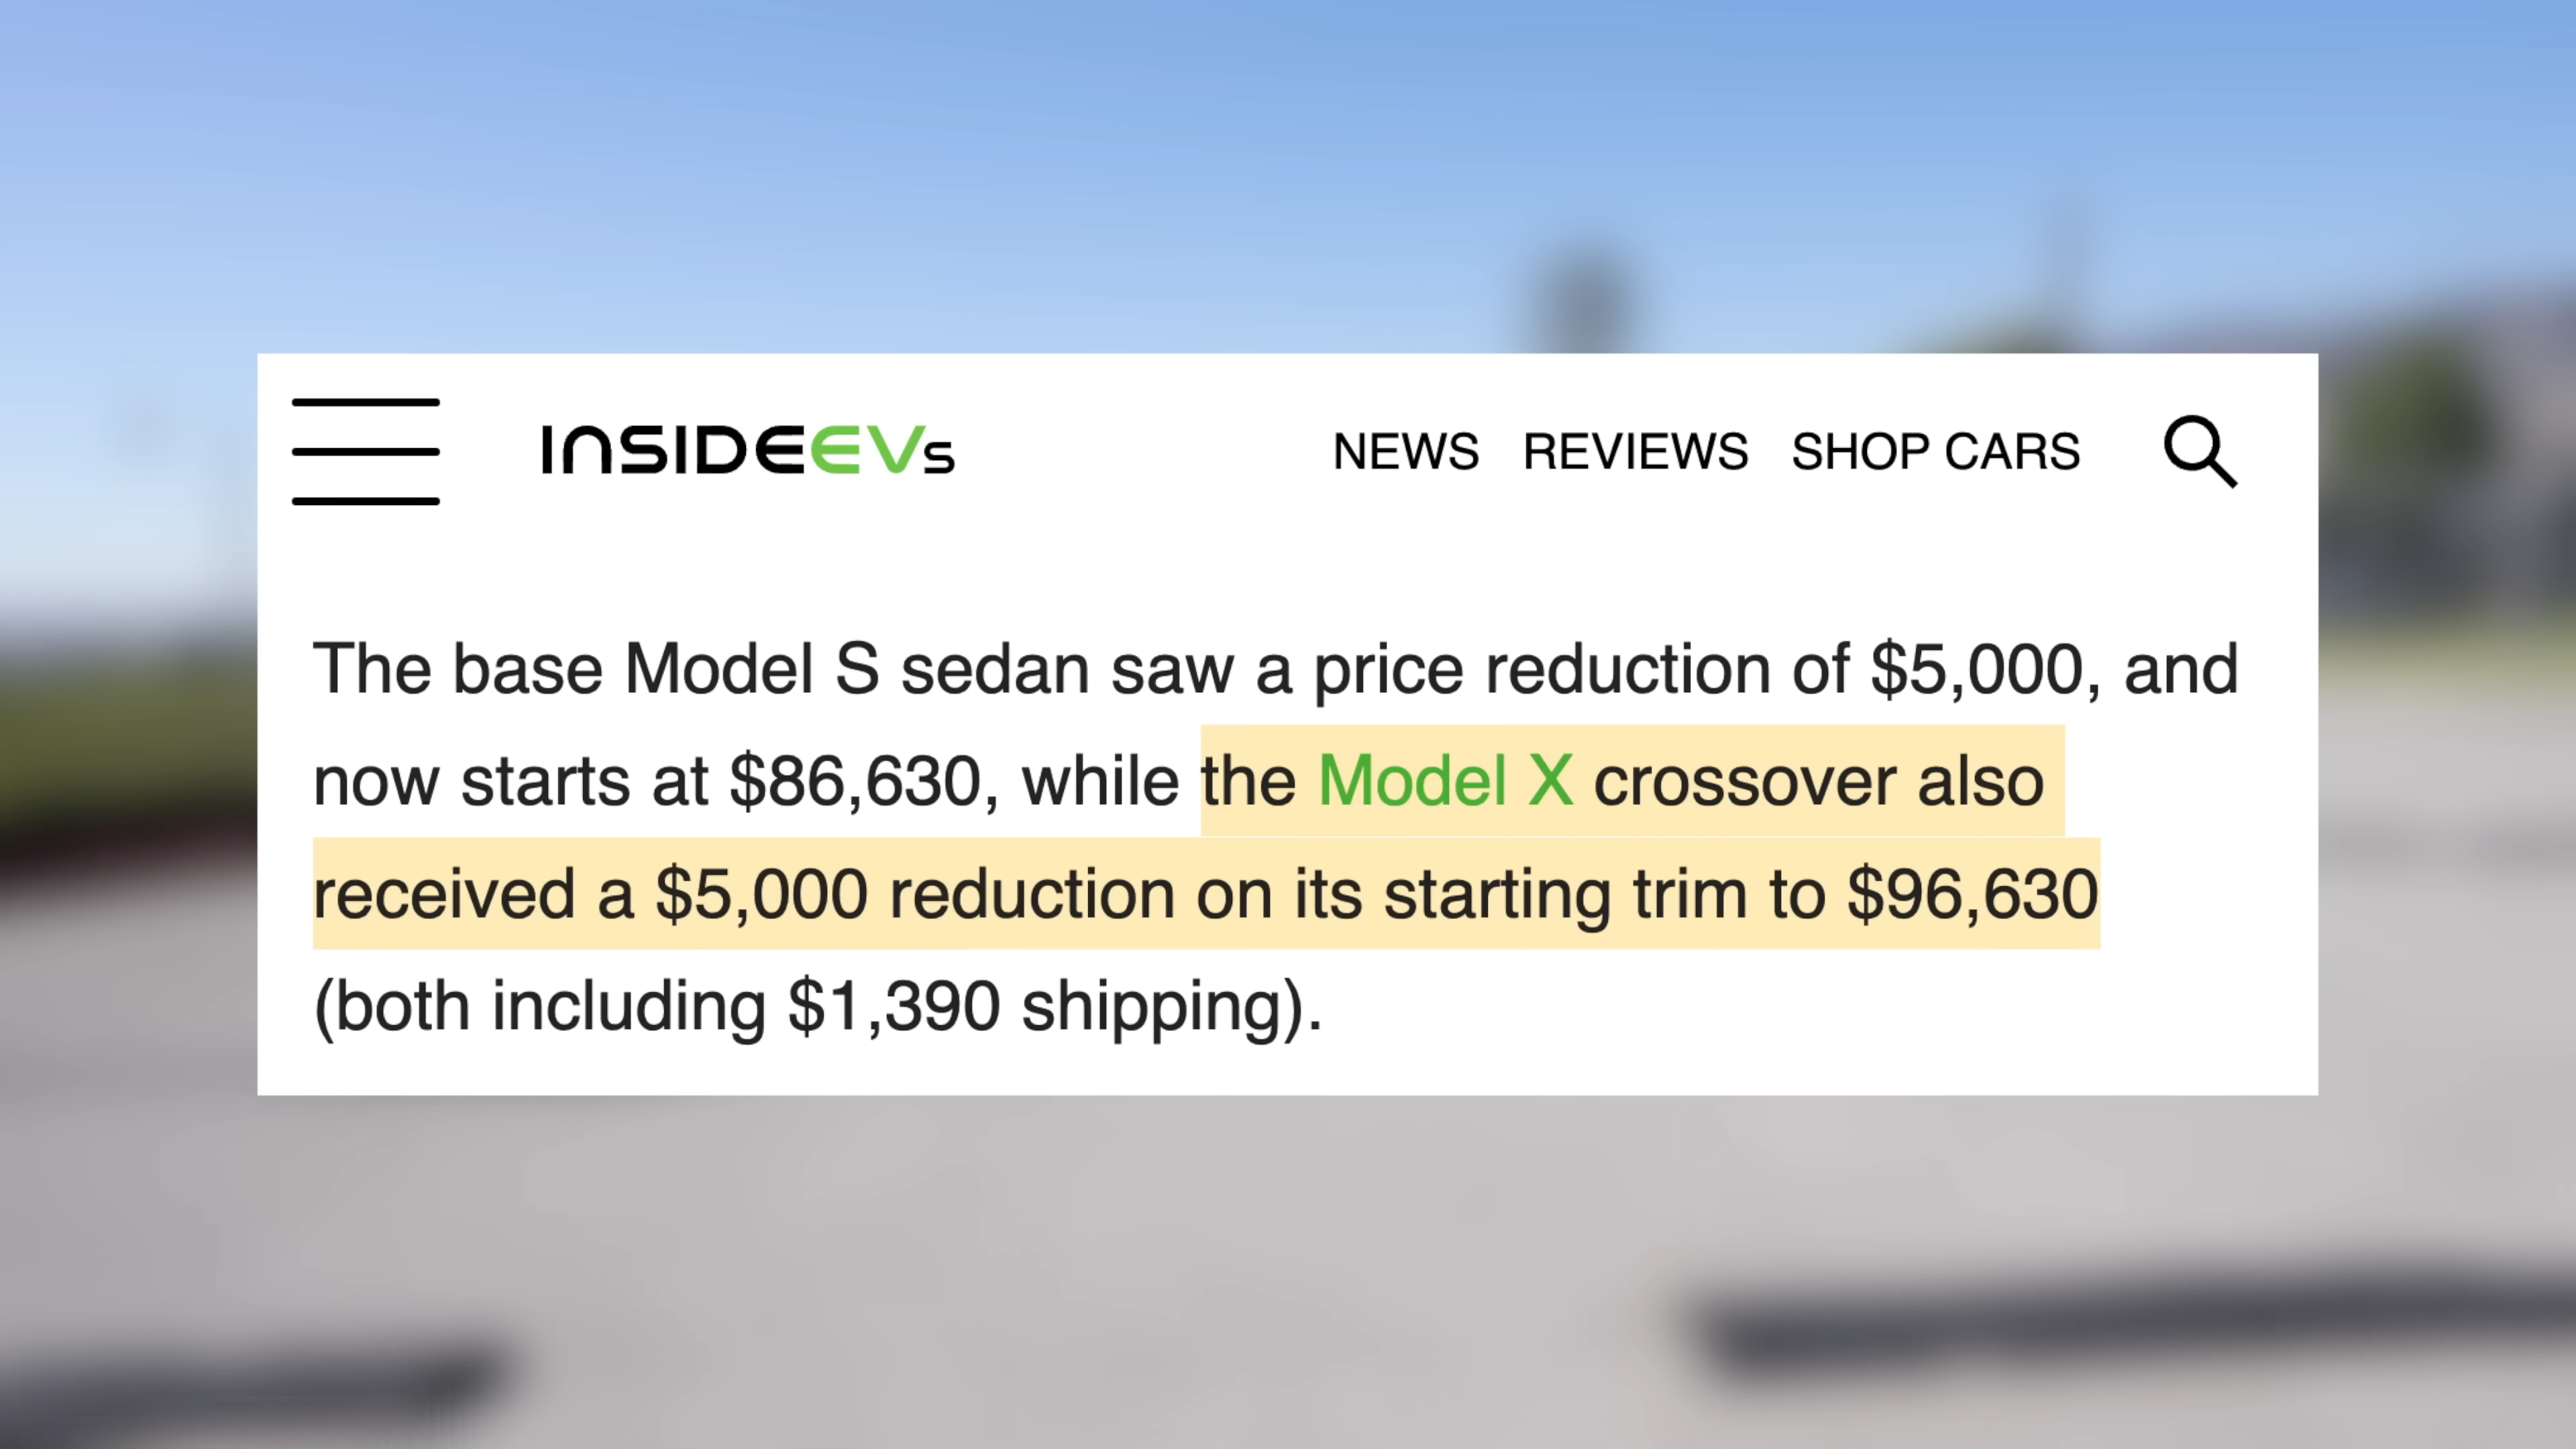 INSIDEEVs
NEWS REVIEWS SHOP CARS
The base Model S sedan saw a price reduction of $5,000, and
now starts at $86,630, while the Model X crossover also
received a $5,000 reduction on its starting trim to $96,630
(both including $1,390 shipping).